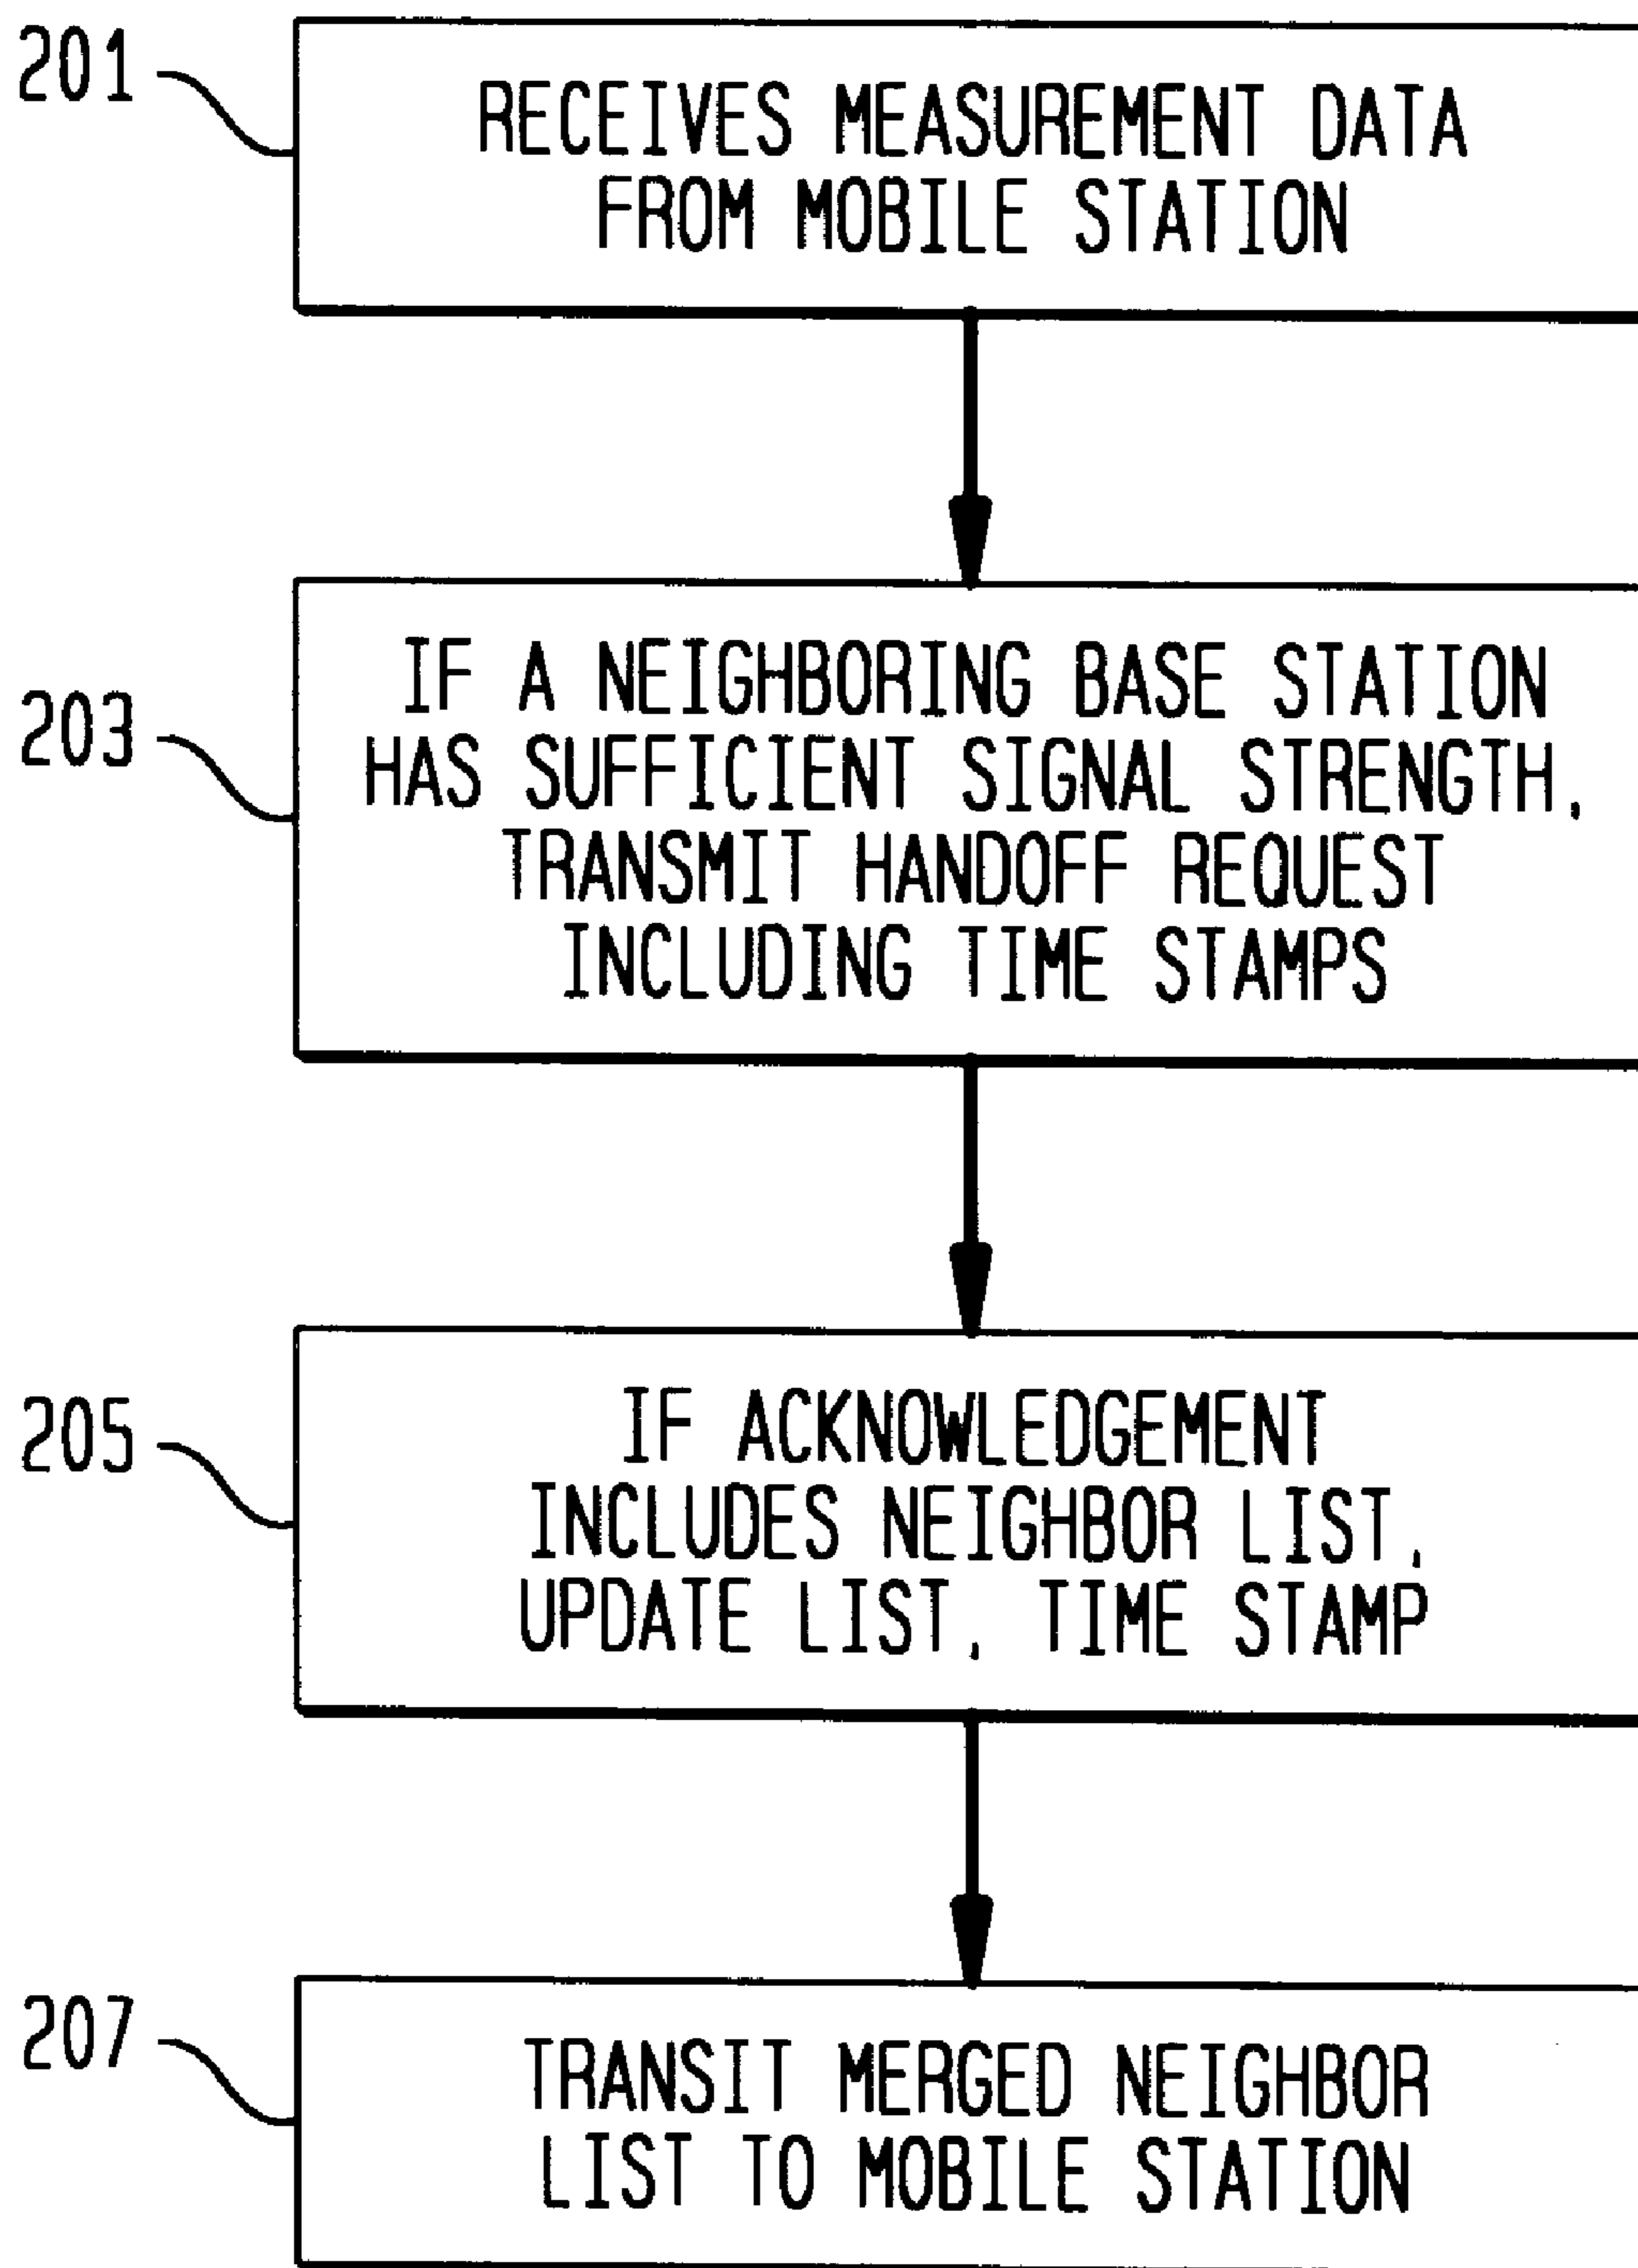 201
RECEIVES MEASUREMENT DATA
FROM MOBILE STATION
203
IF A NEIGHBORING BASE STATION
HAS SUFFICIENT SIGNAL STRENGTH,
TRANSMIT HANDOFF REQUEST
INCLUDING TIME STAMPS
205
IF ACKNOWLEDGEMENT
INCLUDES NEIGHBOR LIST,
UPDATE LIST, TIME STAMP
207
TRANSIT MERGED NEIGHBOR
LIST TO MOBILE STATION